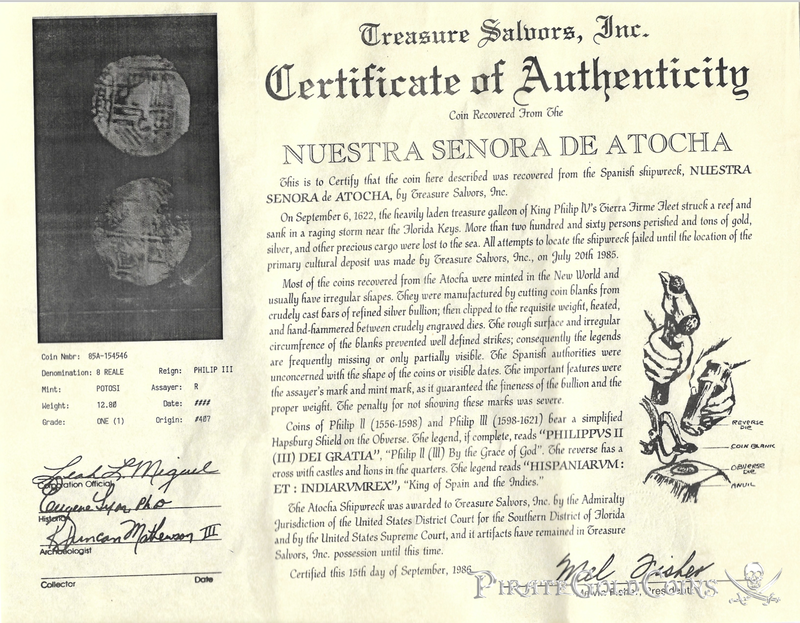 Treasure Salvors, Inc.
Certificate of Authenticity
Coin Recovered From The
NUESTRA SENORA DE ATOCHA
This is to Certify that the coin here described was recovered from the Spanish shipwreck, NUESTRA
SENORA de ATOCHA, by Treasure Salvors, Inc.
On September 6, 1622, the heavily laden treasure galleon of King Philip IV's Tierra Firme Fleet struck a reef and
sank in a raging storm near the Florida Keys. More than two hundred and sixty persons perished and tons of gold,
silver, and other precious cargo were lost to the sea. All attempts to locate the shipwreck failed until the location of the
primary cultural deposit was made by Treasure Salvors, Inc., on July 20th 1985.
Most of the coins recovered from the Atocha were minted in the New World and
usually have irregular shapes. They were manufactured by cutting coin blanks from
crudely cast bars of refined silver bullion; then clipped to the requisite weight, heated,
and hand-hammered between crudely engraved dies. The rough surface and irregular
circumfrence of the blanks prevented well defined strikes; consequently the legends
are frequently missing or only partially visible. The Spanish authorities were
unconcerned with the shape of the coins or visible dates. The important features were
the assayer's mark and mint mark, as it guaranteed the fineness of the bullion and the
proper weight. The penalty for not showing these marks was severe.
Coins of Philip II (1556-1598) and Philip III (1598-1621) bear a simplified
Hapsburg Shield on the Obverse. The legend, if complete, reads "PHILIPPVS II
(III) DEI GRATIA", "Philip II (III) By the Grace of God". The reverse has a
cross with castles and lions in the quarters. The legend reads "HISPANIARVM :
ET : INDIARVMREX", "King of Spain and the Indies."
The Atocha Shipwreck was awarded to Treasure Salvors, Inc. by the Admiralty
Jurisdiction of the United States District Court for the Southern District of Florida
and by the United States Supreme Court, and it artifacts have remained in Treasure
Salvors, Inc. possession until this time.
Certified this 15th day of September, 1986
Mel Fisher
President
PirateGoldCoins
REVERSE DIE
COIN BLANK
OBVERSE DIE
ANVIL
Coin Nmbr: 85A-154546
Denomination: 8 REALE Reign: PHILIP III
Mint: POTOSI Assayer: R
Weight: 12.80 Date: ####
Grade: ONE (1) Origin: #407
Leah L Miguel
Corporation Official
Eugene Lyon PhD
Historian
R Duncan Mathewson III
Archaeologist
Collector Date